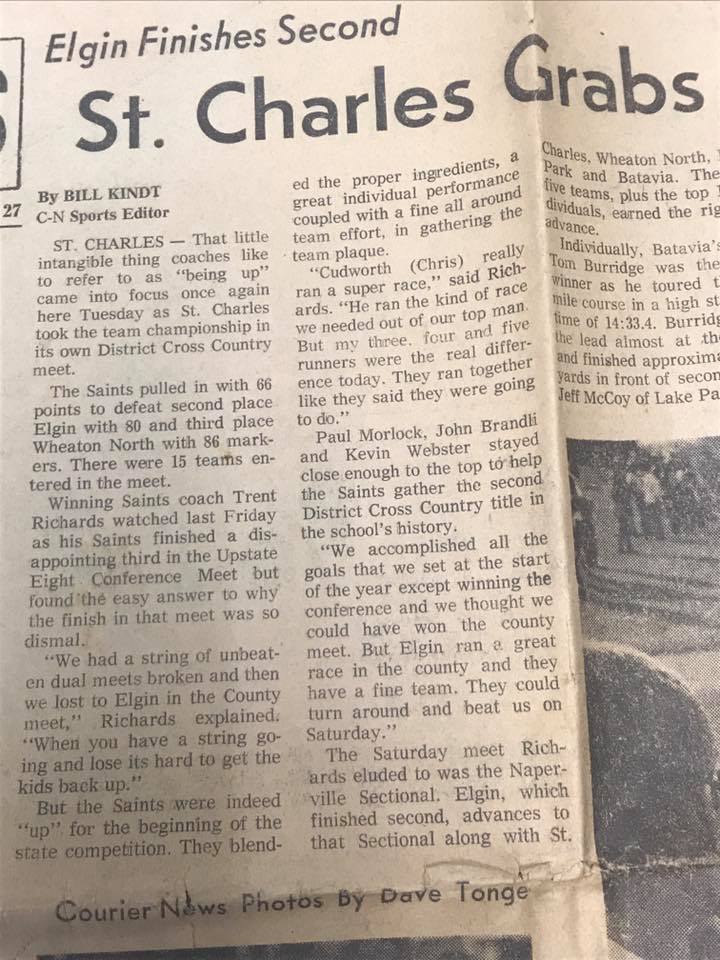 Elgin Finishes Second
St. Charles Grabs
27
By BILL KINDT
C-N Sports Editor
ST. CHARLES — That little
intangible thing coaches like
to refer to as "being up"
came into focus once again
here Tuesday as St. Charles
took the team championship in
its own District Cross Country
meet.
The Saints pulled in with 66
points to defeat second place
Elgin with 80 and third place
Wheaton North with 86 mark-
ers. There were 15 teams en-
tered in the meet.
Winning Saints coach Trent
Richards watched last Friday
as his Saints finished a dis-
appointing third in the Upstate
Eight Conference Meet but
found the easy answer to why
the finish in that meet was so
dismal.
"We had a string of unbeat-
en dual meets broken and then
we lost to Elgin in the County
meet," Richards explained.
"When you have a string go-
ing and lose its hard to get the
kids back up."
But the Saints were indeed
"up" for the beginning of the
state competition. They blend-
ed the proper ingredients, a
great individual performance
coupled with a fine all around
team effort, in gathering the
team plaque.
"Cudworth (Chris) really
ran a super race," said Rich-
ards. "He ran the kind of race
we needed out of our top man.
But my three. four and five
runners were the real differ-
ence today. They ran together
like they said they were going
to do."
Paul Morlock, John Brandli
and Kevin Webster stayed
close enough to the top to help
the Saints gather the second
District Cross Country title in
the school's history.
"We accomplished all the
goals that we set at the start
of the year except winning the
conference and we thought we
could have won the county
meet. But Elgin ran a great
race in the county and they
have a fine team. They could
turn around and beat us on
Saturday."
The Saturday meet Rich-
ards eluded to was the Naper-
ville Sectional. Elgin, which
finished second, advances to
that Sectional along with St.
Charles, Wheaton North,
Park and Batavia. The
five teams, plus the top
dividuals, earned the rig
advance.
Individually, Batavia's
Tom Burridge was the
winner as he toured t
mile course in a high st
time of 14:33.4. Burridg
the lead almost at th
and finished approxima
yards in front of secon
Jeff McCoy of Lake Pa
Courier News Photos By Dave Tonge